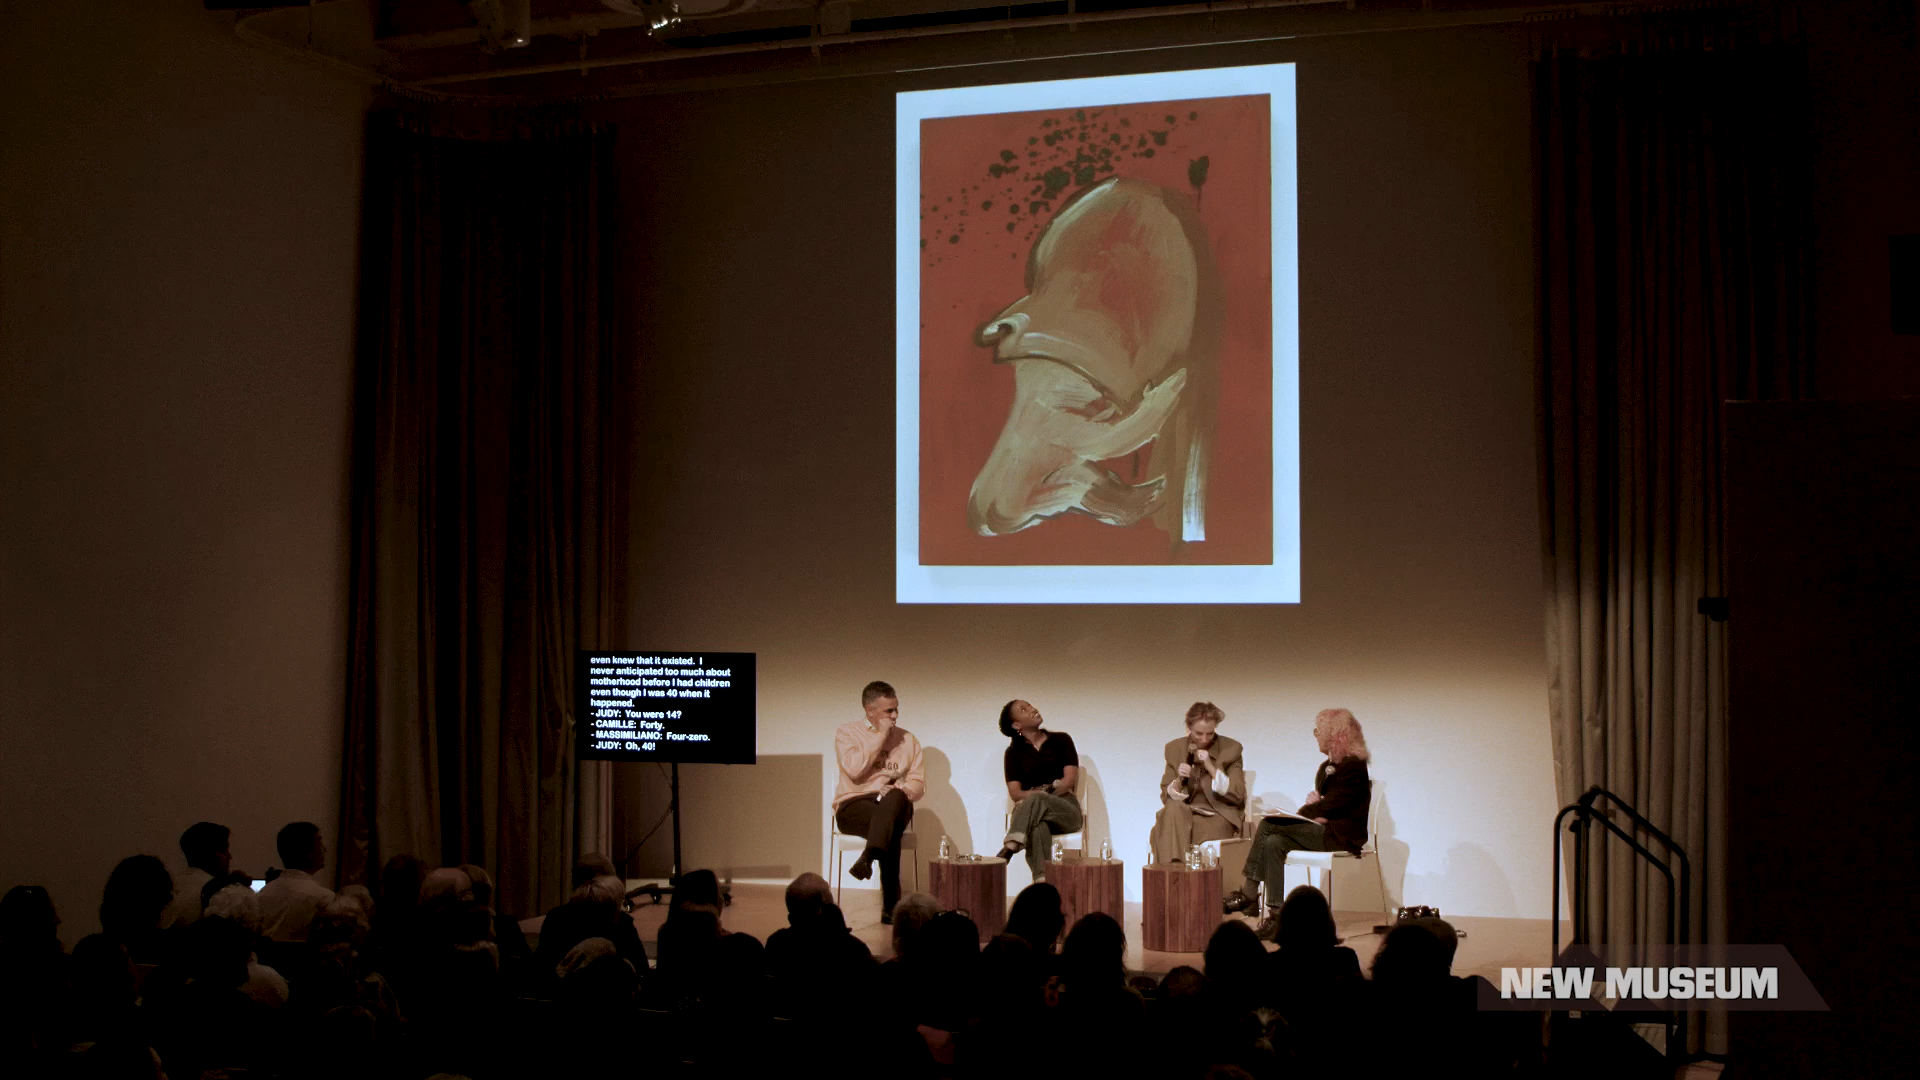 even knew that it existed.  I
never anticipated too much about
motherhood before I had children
even though I was 40 when it
happened.
- JUDY:  You were 14?
- CAMILLE:  Forty.
- MASSIMILIANO:  Four-zero.
- JUDY:  Oh, 40!
NEW MUSEUM